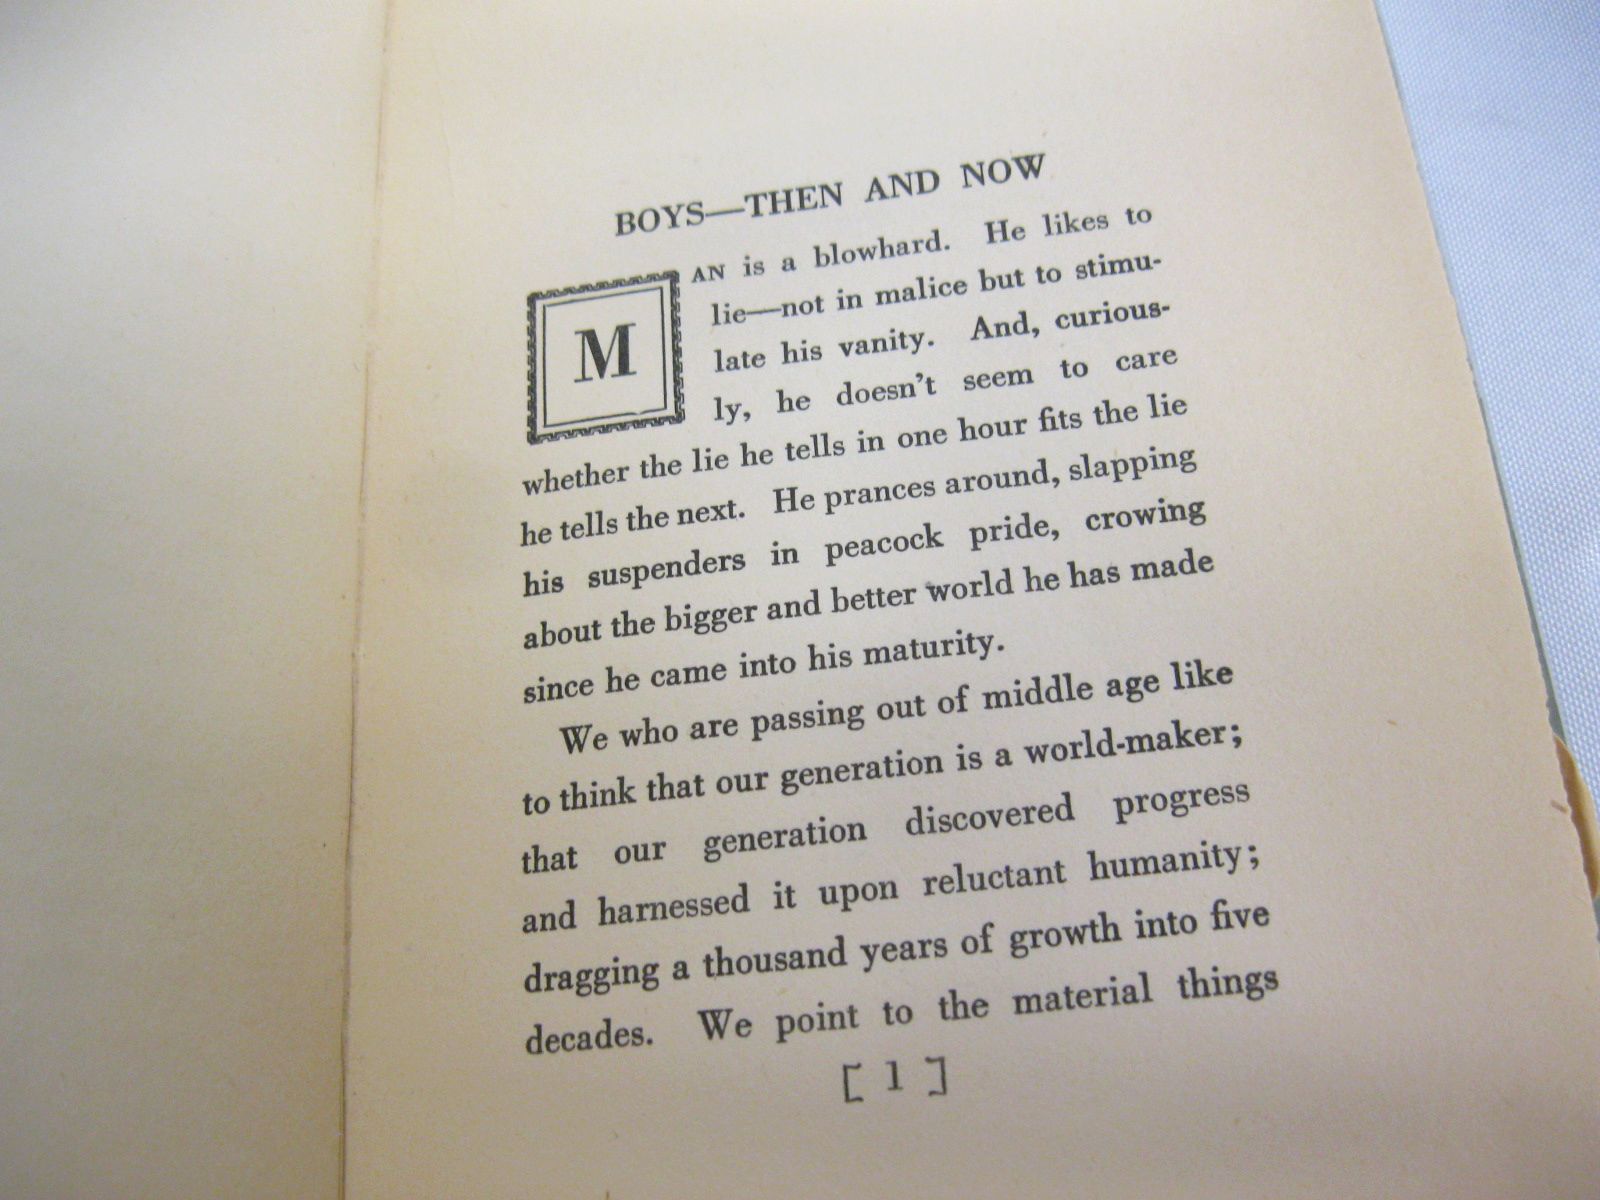 BOYS—THEN AND NOW
MAN is a blowhard. He likes to
lie—not in malice but to stimu-
late his vanity. And, curious-
ly, he doesn't seem to care
whether the lie he tells in one hour fits the lie
he tells the next. He prances around, slapping
his suspenders in peacock pride, crowing
about the bigger and better world he has made
since he came into his maturity.
We who are passing out of middle age like
to think that our generation is a world-maker;
that our generation discovered progress
and harnessed it upon reluctant humanity;
dragging a thousand years of growth into five
decades. We point to the material things
[ 1 ]